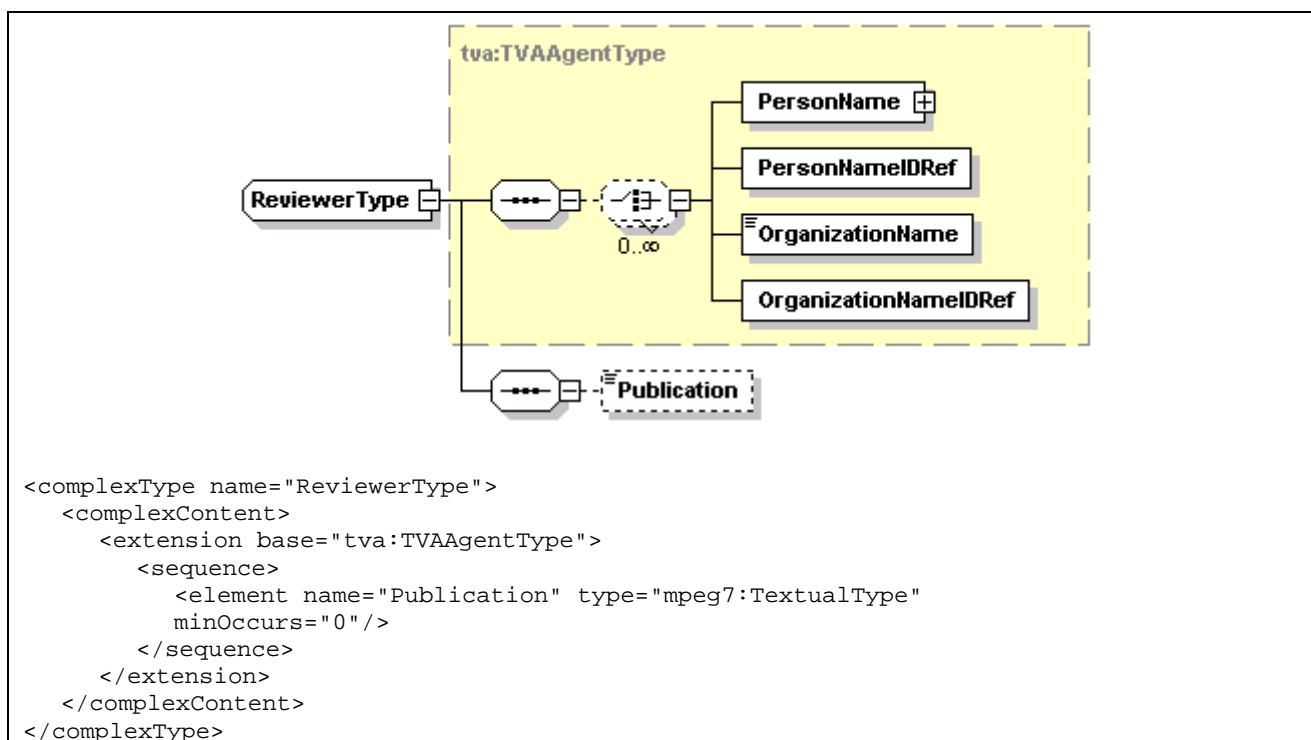 tva:TVAAgentType
PersonName
PersonNameIDRef
ReviewerType
OrganizationName
0..∞
OrganizationNameIDRef
Publication
<complexType name="ReviewerType">
<complexContent>
<extension base="tva:TVAAgentType">
<sequence>
<element name="Publication" type="mpeg7:TextualType"
minOccurs="0"/>
</sequence>
</extension>
</complexContent>
</complexType>